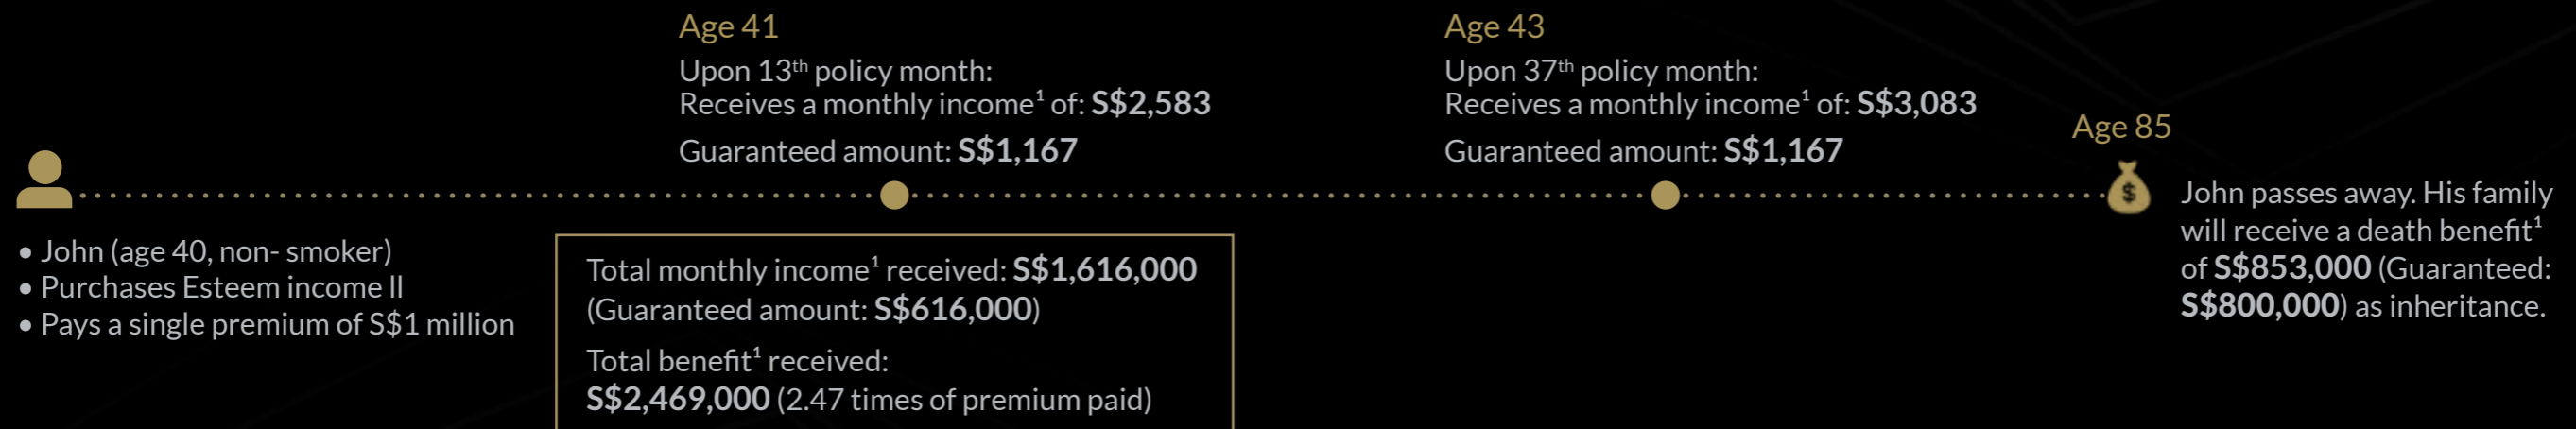 Age 41
Upon 13th policy month:
Receives a monthly income¹ of: S$2,583
Guaranteed amount: S$1,167
Age 43
Upon 37th policy month:
Receives a monthly income¹ of: S$3,083
Guaranteed amount: S$1,167
Age 85
$
John passes away. His family
will receive a death benefit¹
of S$853,000 (Guaranteed:
S$800,000) as inheritance.
• John (age 40, non- smoker)
• Purchases Esteem income II
• Pays a single premium of S$1 million
Total monthly income¹ received: S$1,616,000
(Guaranteed amount: S$616,000)
Total benefit¹ received:
S$2,469,000 (2.47 times of premium paid)